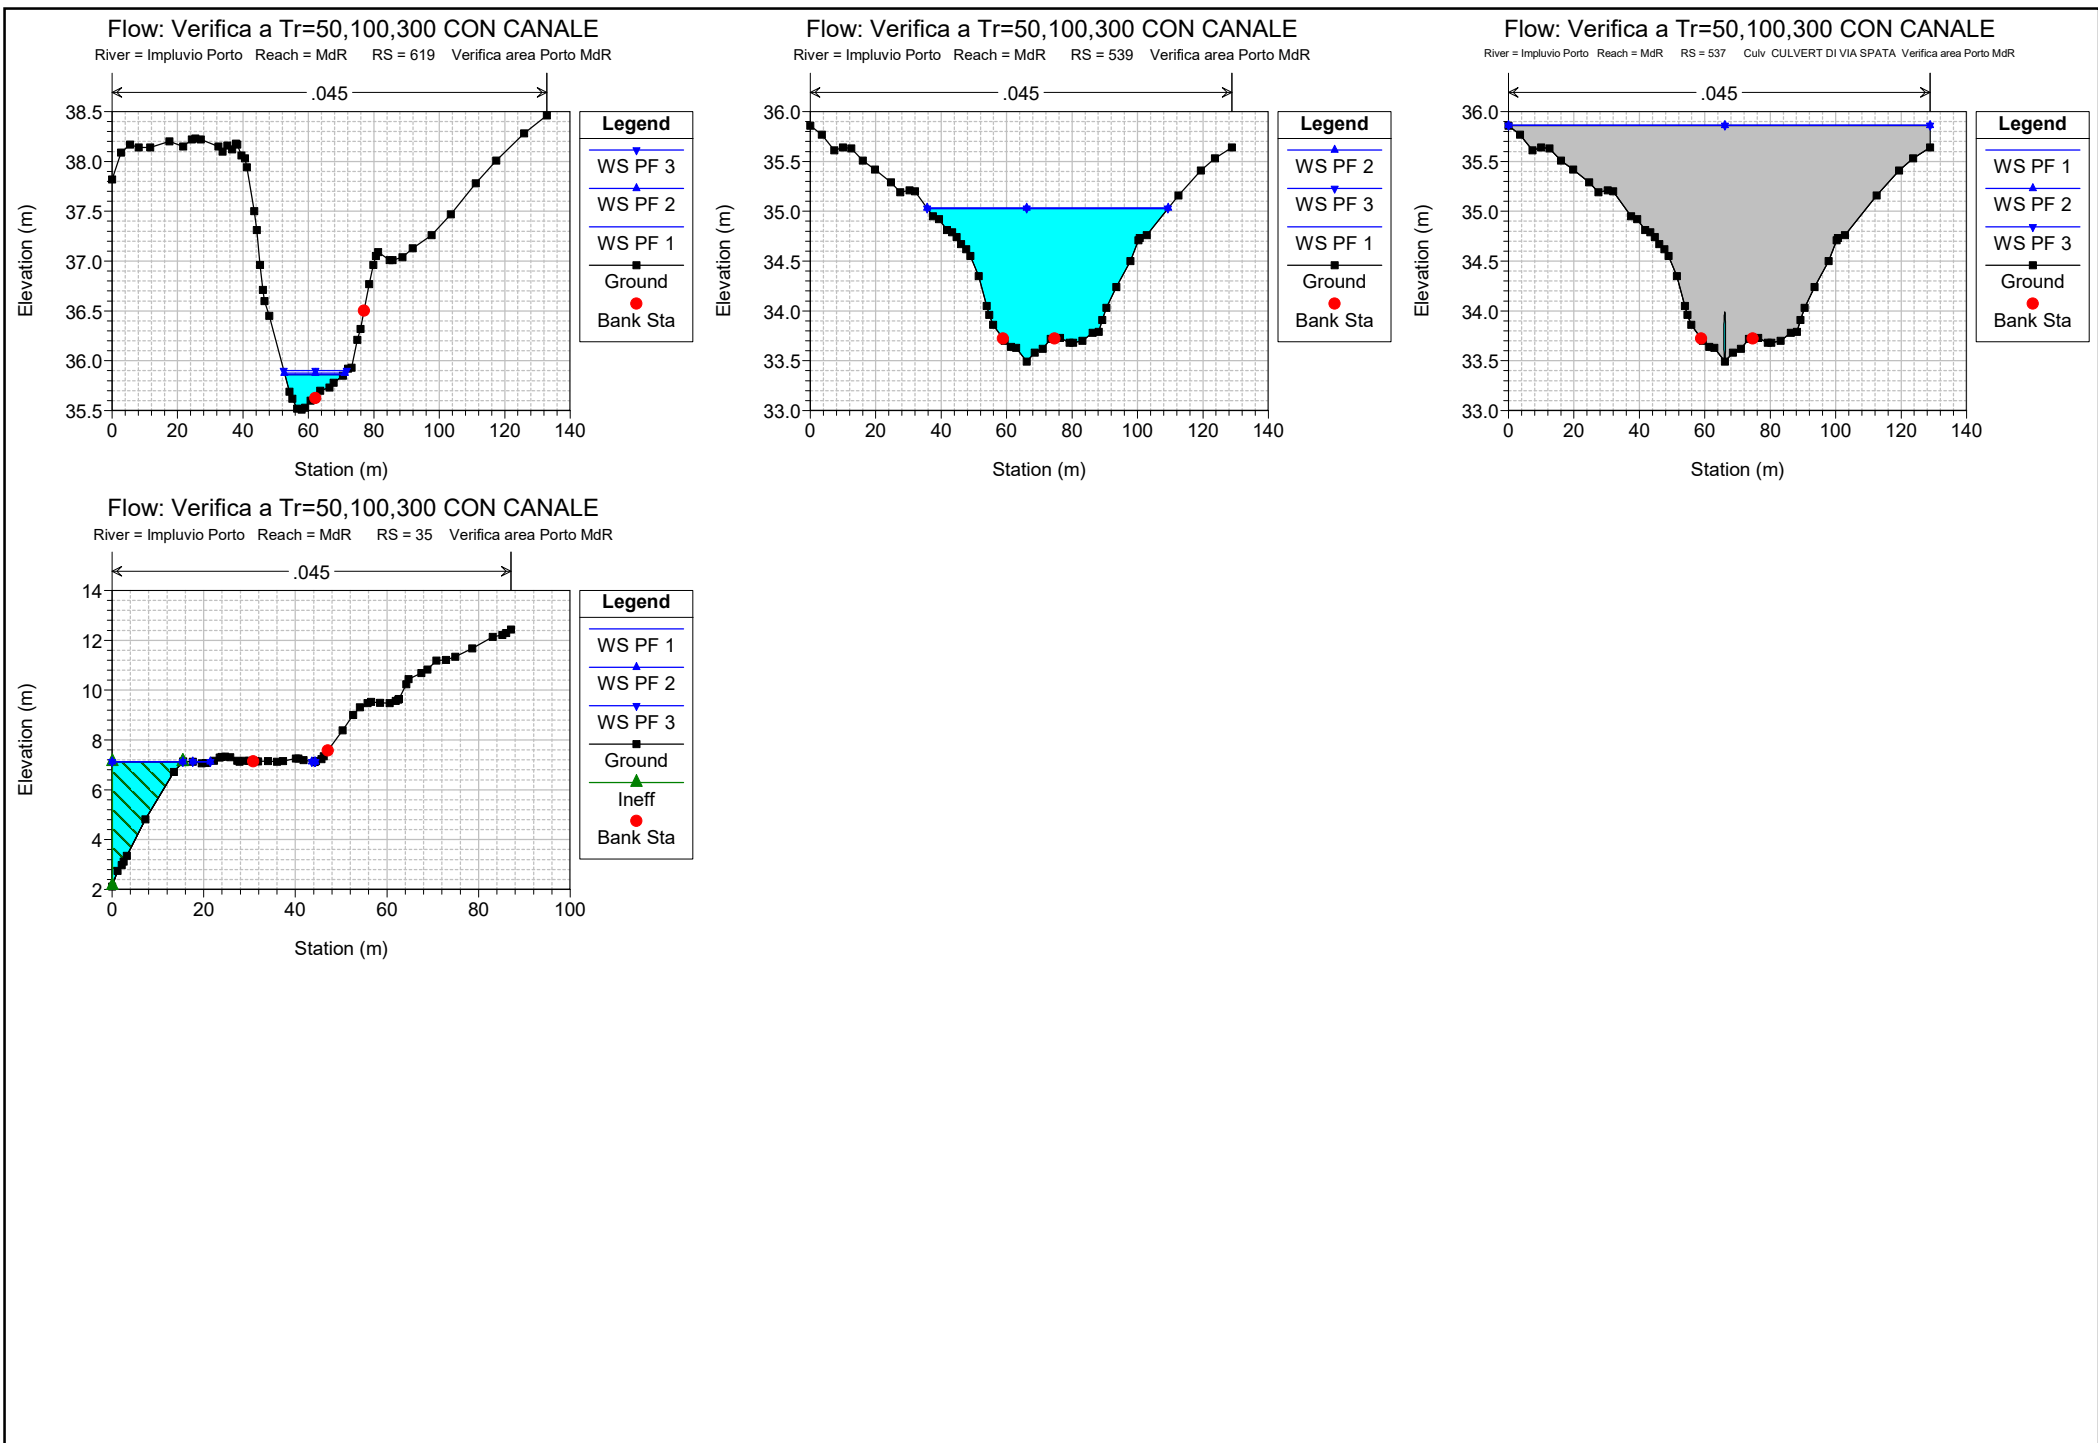 Flow: Verifica a Tr=50,100,300 CON CANALE
River = Impluvio Porto Reach = MdR RS = 619 Verifica area Porto MdR
.045
38.5
38.0
37.5
37.0
36.5
36.0
35.5
0 20 40 60 80 100 120 140
Station (m)
Elevation (m)
Legend
WS PF 3
WS PF 2
WS PF 1
Ground
Bank Sta
Flow: Verifica a Tr=50,100,300 CON CANALE
River = Impluvio Porto Reach = MdR RS = 539 Verifica area Porto MdR
.045
36.0
35.5
35.0
34.5
34.0
33.5
33.0
0 20 40 60 80 100 120 140
Station (m)
Elevation (m)
Legend
WS PF 2
WS PF 3
WS PF 1
Ground
Bank Sta
Flow: Verifica a Tr=50,100,300 CON CANALE
River = Impluvio Porto Reach = MdR RS = 537 Culv CULVERT DI VIA SPATA Verifica area Porto MdR
.045
36.0
35.5
35.0
34.5
34.0
33.5
33.0
0 20 40 60 80 100 120 140
Station (m)
Elevation (m)
Legend
WS PF 1
WS PF 2
WS PF 3
Ground
Bank Sta
Flow: Verifica a Tr=50,100,300 CON CANALE
River = Impluvio Porto Reach = MdR RS = 35 Verifica area Porto MdR
.045
14
12
10
8
6
4
2
0 20 40 60 80 100
Station (m)
Elevation (m)
Legend
WS PF 1
WS PF 2
WS PF 3
Ground
Ineff
Bank Sta